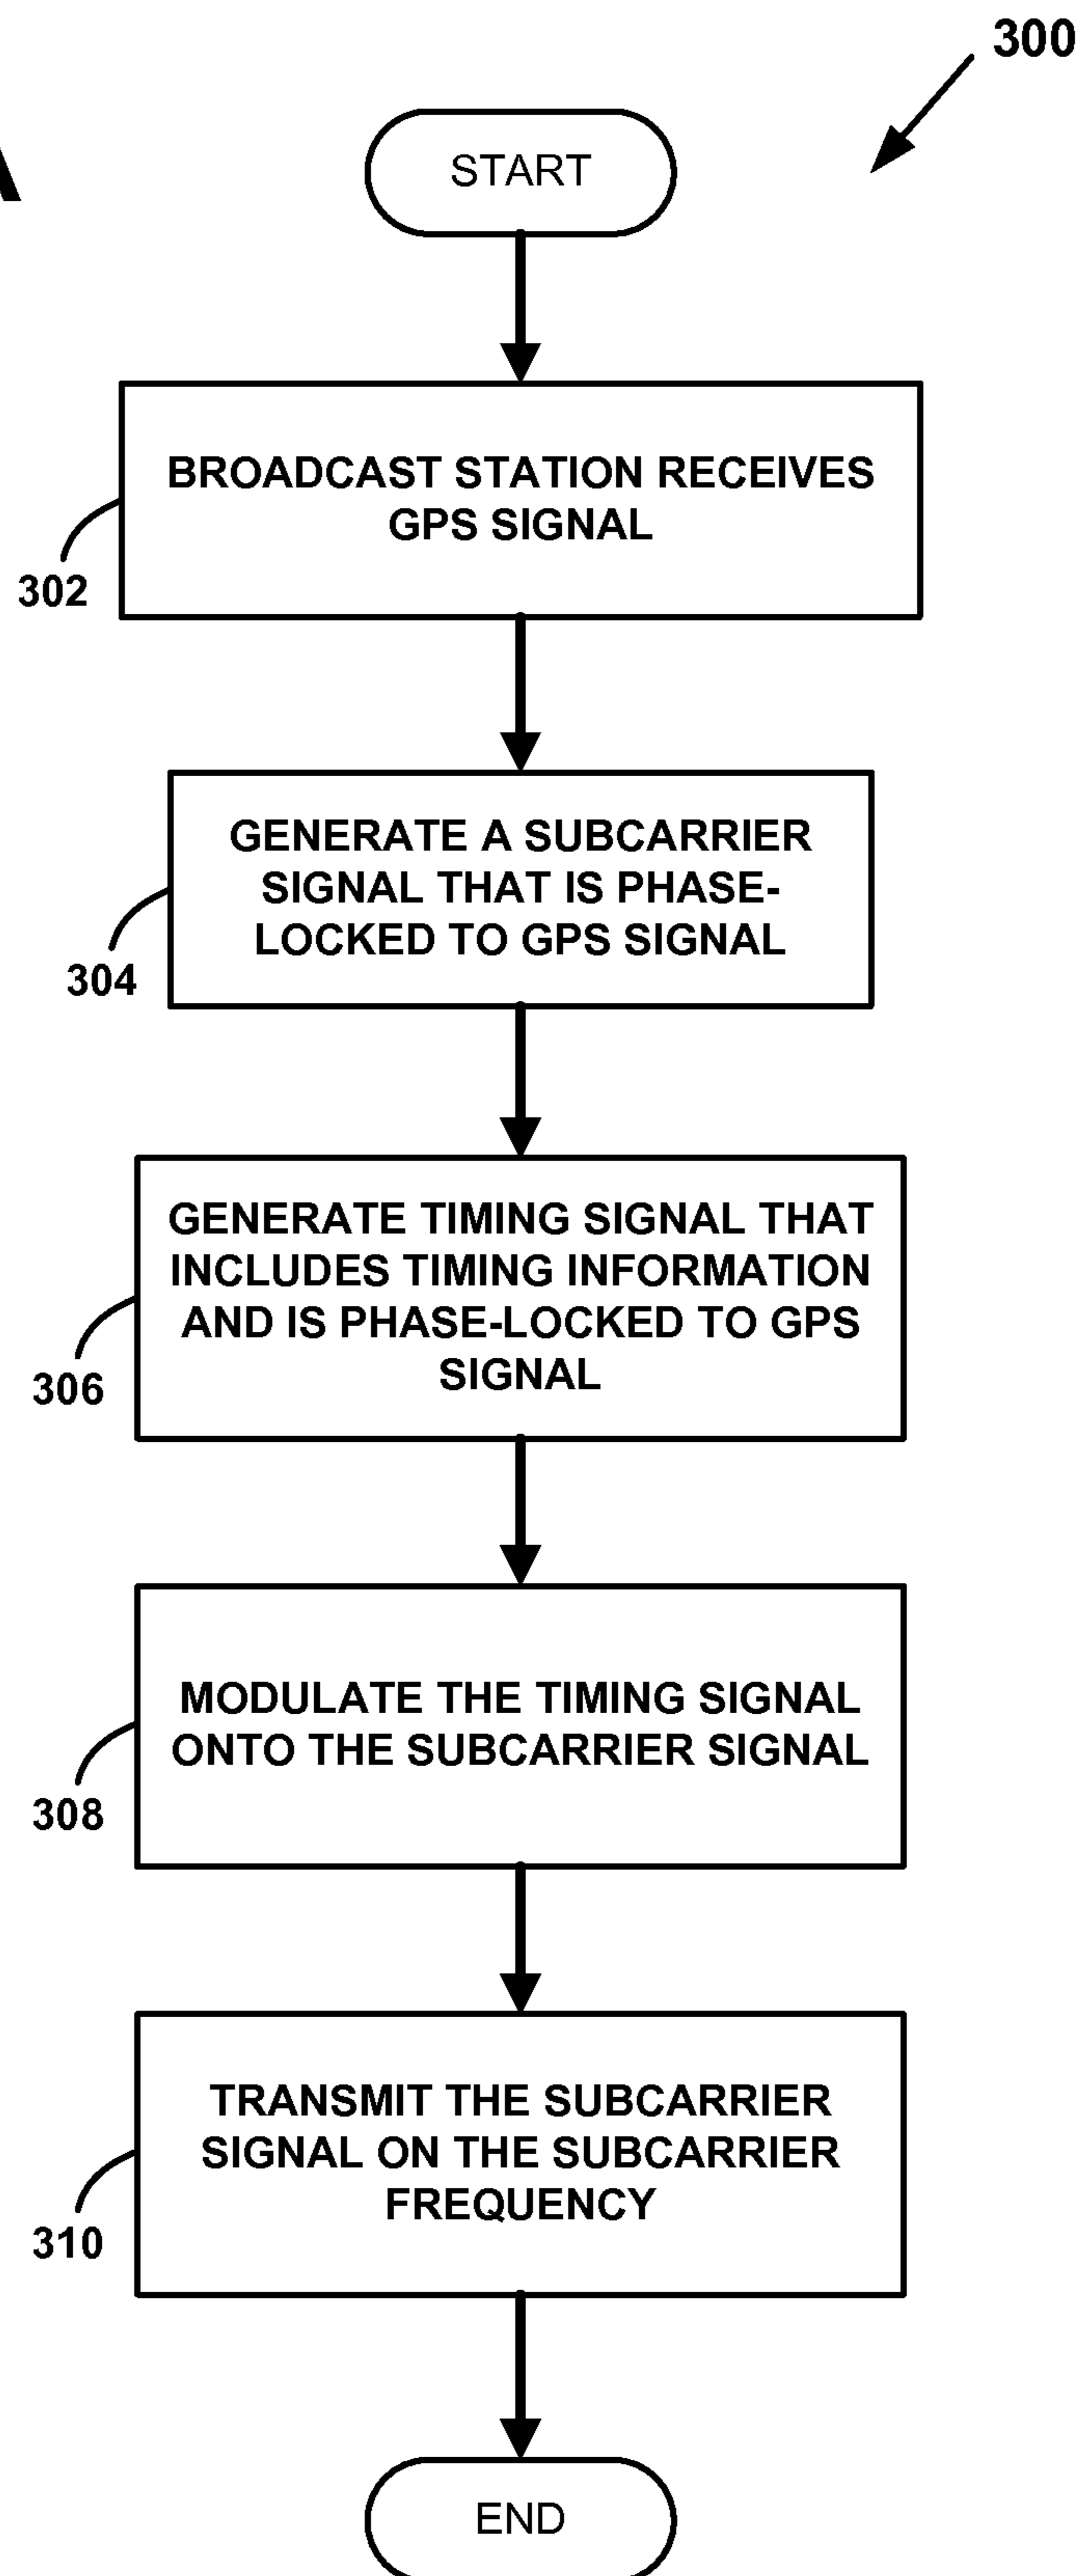 300
START
BROADCAST STATION RECEIVES
GPS SIGNAL
302
GENERATE A SUBCARRIER
SIGNAL THAT IS PHASE-
LOCKED TO GPS SIGNAL
304
GENERATE TIMING SIGNAL THAT
INCLUDES TIMING INFORMATION
AND IS PHASE-LOCKED TO GPS
SIGNAL
306
MODULATE THE TIMING SIGNAL
ONTO THE SUBCARRIER SIGNAL
308
TRANSMIT THE SUBCARRIER
SIGNAL ON THE SUBCARRIER
FREQUENCY
310
END